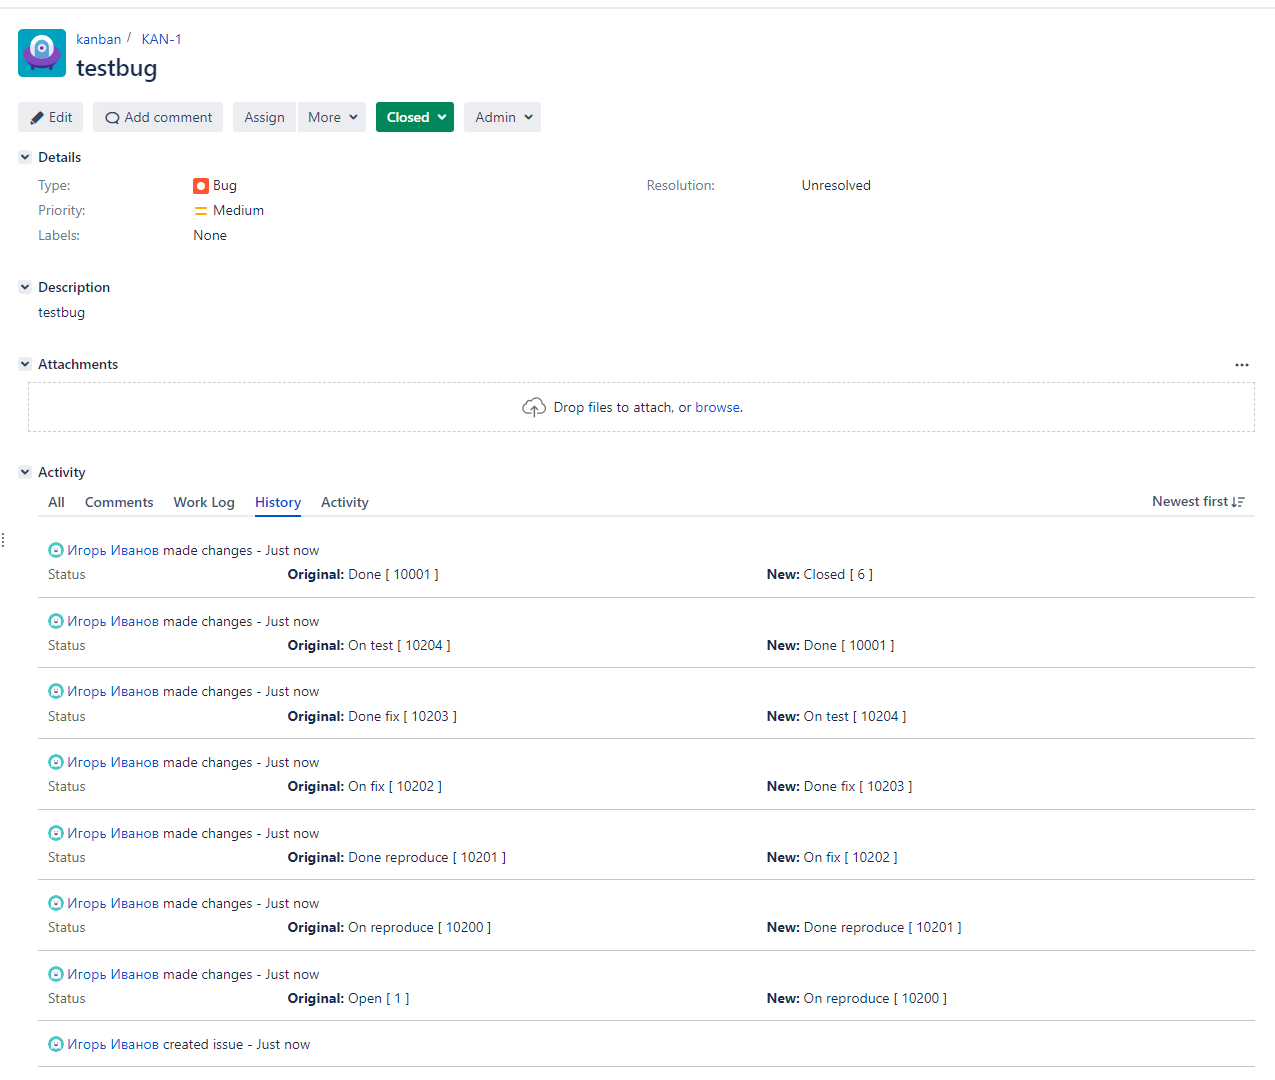 kanban / KAN-1
testbug
Edit Add comment Assign More Closed Admin
Details
Type: Bug Resolution: Unresolved
Priority: Medium
Labels: None
Description
testbug
Attachments
Drop files to attach, or browse.
Activity
All Comments Work Log History Activity Newest first
Игорь Иванов made changes - Just now
Status Original: Done [ 10001 ] New: Closed [ 6 ]
Игорь Иванов made changes - Just now
Status Original: On test [ 10204 ] New: Done [ 10001 ]
Игорь Иванов made changes - Just now
Status Original: Done fix [ 10203 ] New: On test [ 10204 ]
Игорь Иванов made changes - Just now
Status Original: On fix [ 10202 ] New: Done fix [ 10203 ]
Игорь Иванов made changes - Just now
Status Original: Done reproduce [ 10201 ] New: On fix [ 10202 ]
Игорь Иванов made changes - Just now
Status Original: On reproduce [ 10200 ] New: Done reproduce [ 10201 ]
Игорь Иванов made changes - Just now
Status Original: Open [ 1 ] New: On reproduce [ 10200 ]
Игорь Иванов created issue - Just now